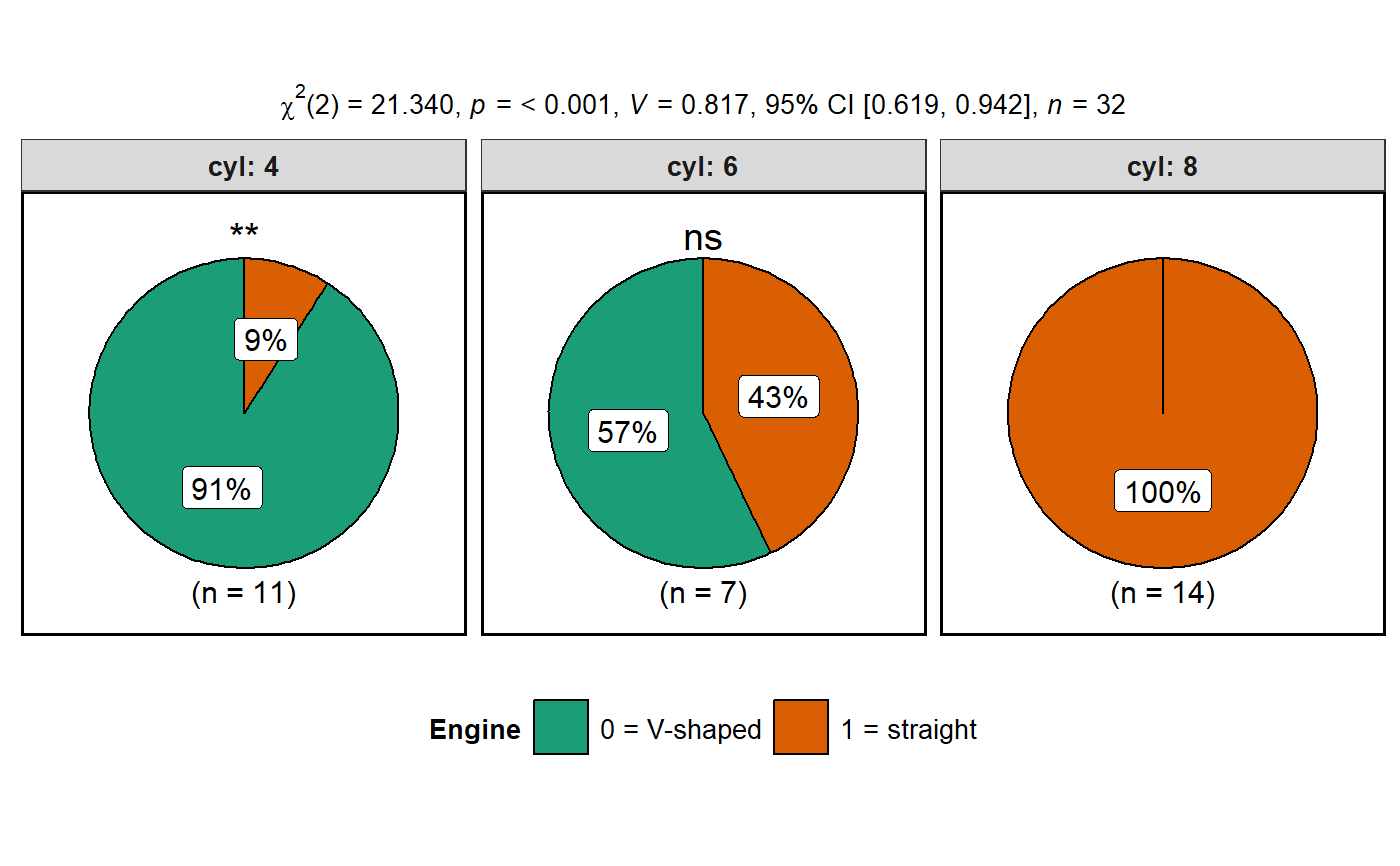 χ²(2) = 21.340, p = < 0.001, V = 0.817, 95% CI [0.619, 0.942], n = 32
cyl: 4
cyl: 6
cyl: 8
**
ns
9%
91%
43%
57%
100%
(n = 11)
(n = 7)
(n = 14)
Engine 0 = V-shaped 1 = straight